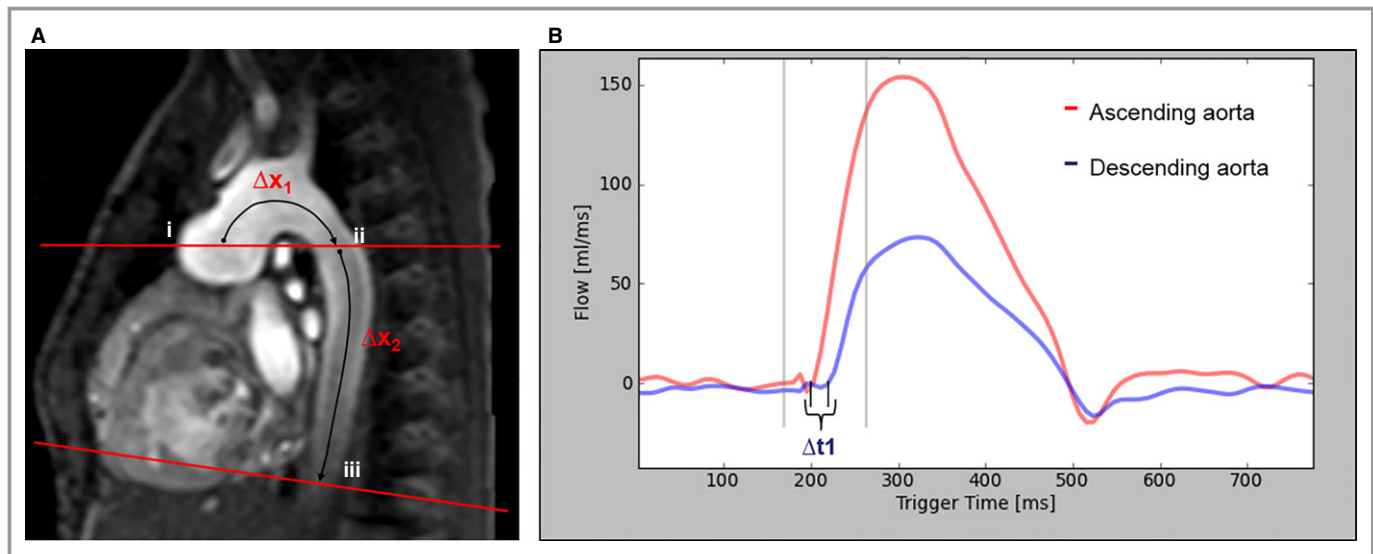 A
i
Δx₁
ii
Δx₂
iii
B
Flow [ml/ms]
150
100
50
0
Ascending aorta
Descending aorta
Δt1
100 200 300 400 500 600 700
Trigger Time [ms]